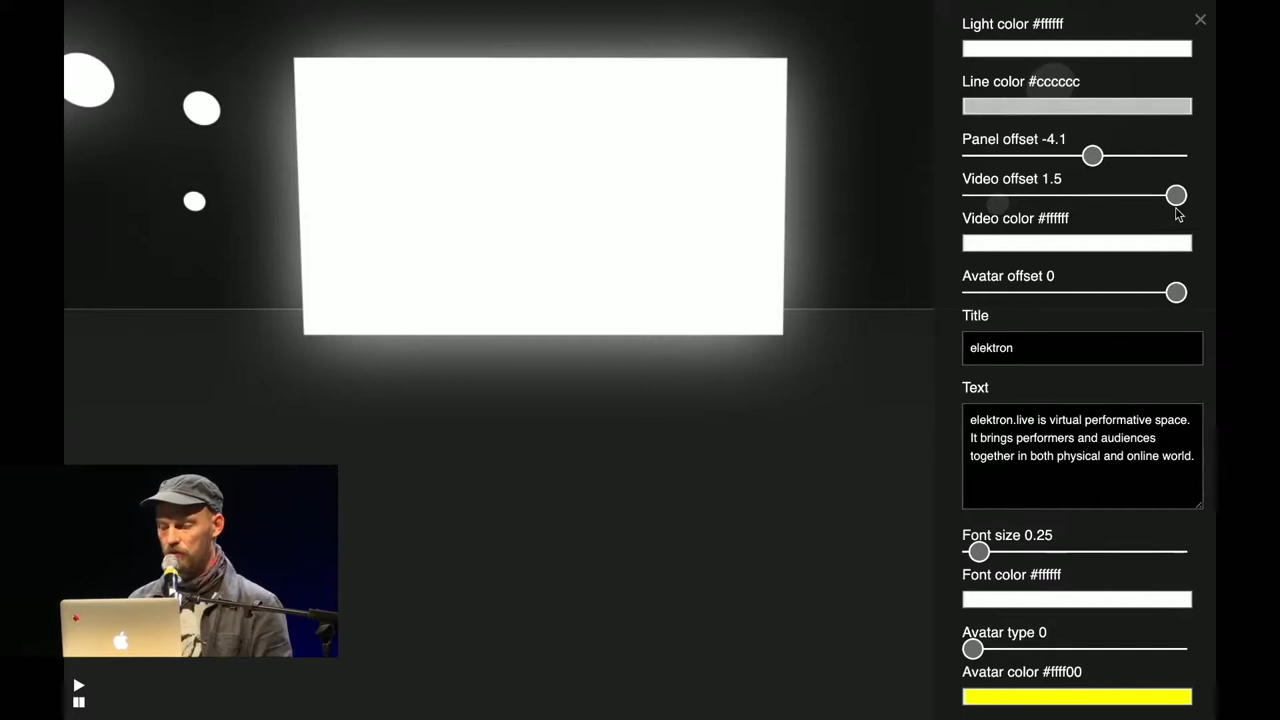 Light color #ffffff
Line color #cccccc
Panel offset -4.1
Video offset 1.5
Video color #ffffff
Avatar offset 0
Title
elektron
Text
elektron.live is virtual performative space.
It brings performers and audiences
together in both physical and online world.
Font size 0.25
Font color #ffffff
Avatar type 0
Avatar color #ffff00